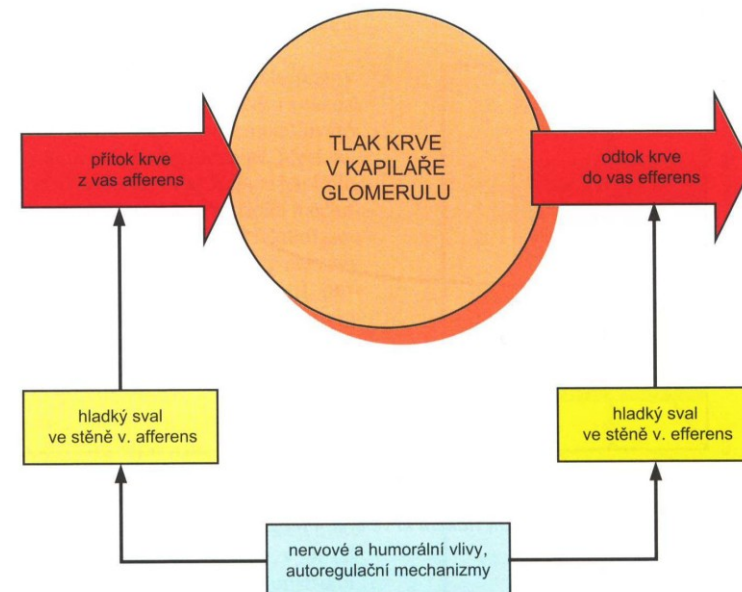 přítok krve
z vas afferens
TLAK KRVE
V KAPILÁŘE
GLOMERULU
odtok krve
do vas efferens
hladký sval
ve stěně v. afferens
hladký sval
ve stěně v. efferens
nervové a humorální vlivy,
autoregulační mechanizmy